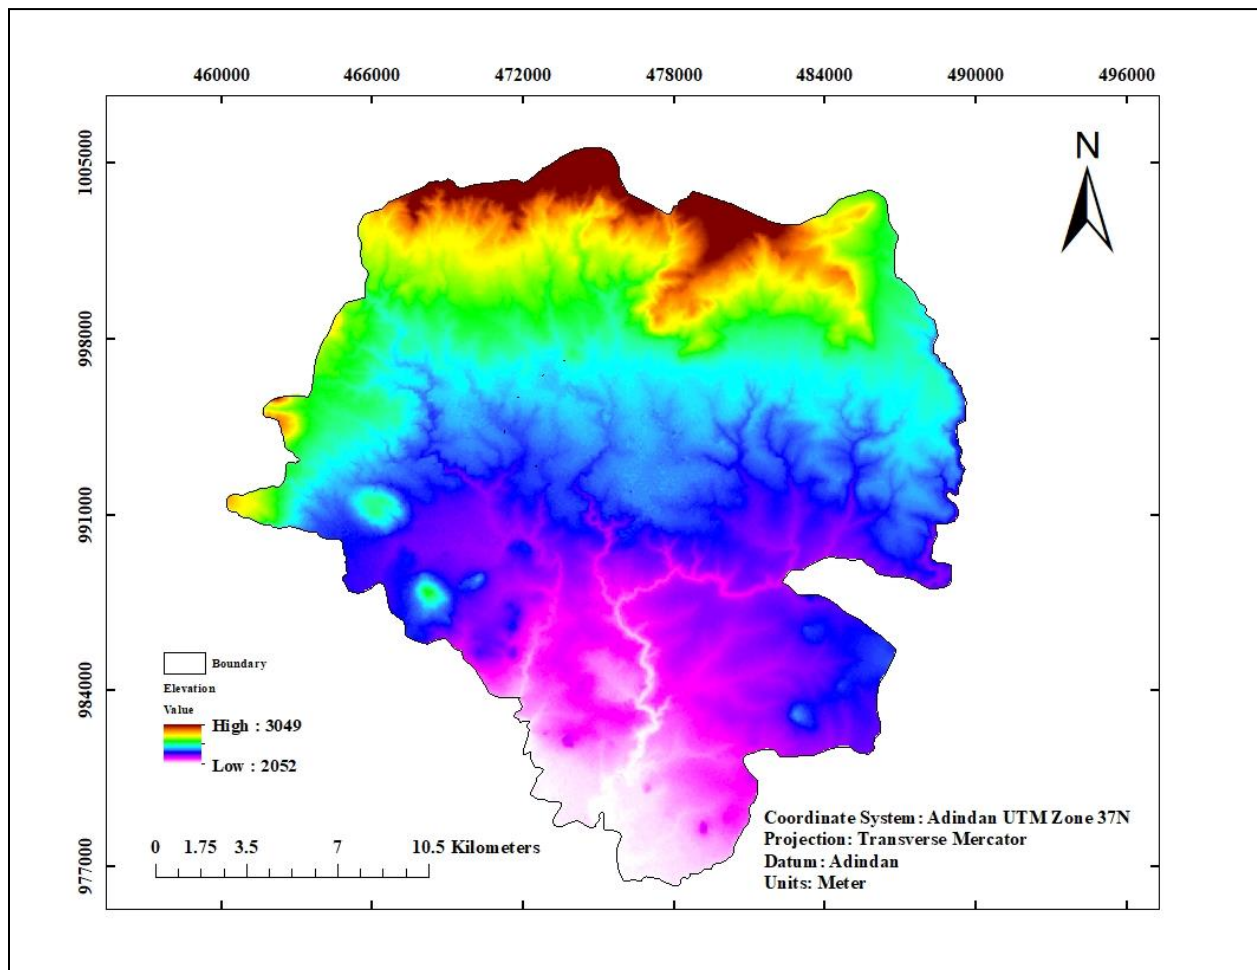 460000 466000 472000 478000 484000 490000 496000
1005000
998000
991000
984000
977000
N
Boundary
Elevation
Value
High : 3049
Low : 2052
0 1.75 3.5 7 10.5 Kilometers
Coordinate System: Adindan UTM Zone 37N
Projection: Transverse Mercator
Datum: Adindan
Units: Meter